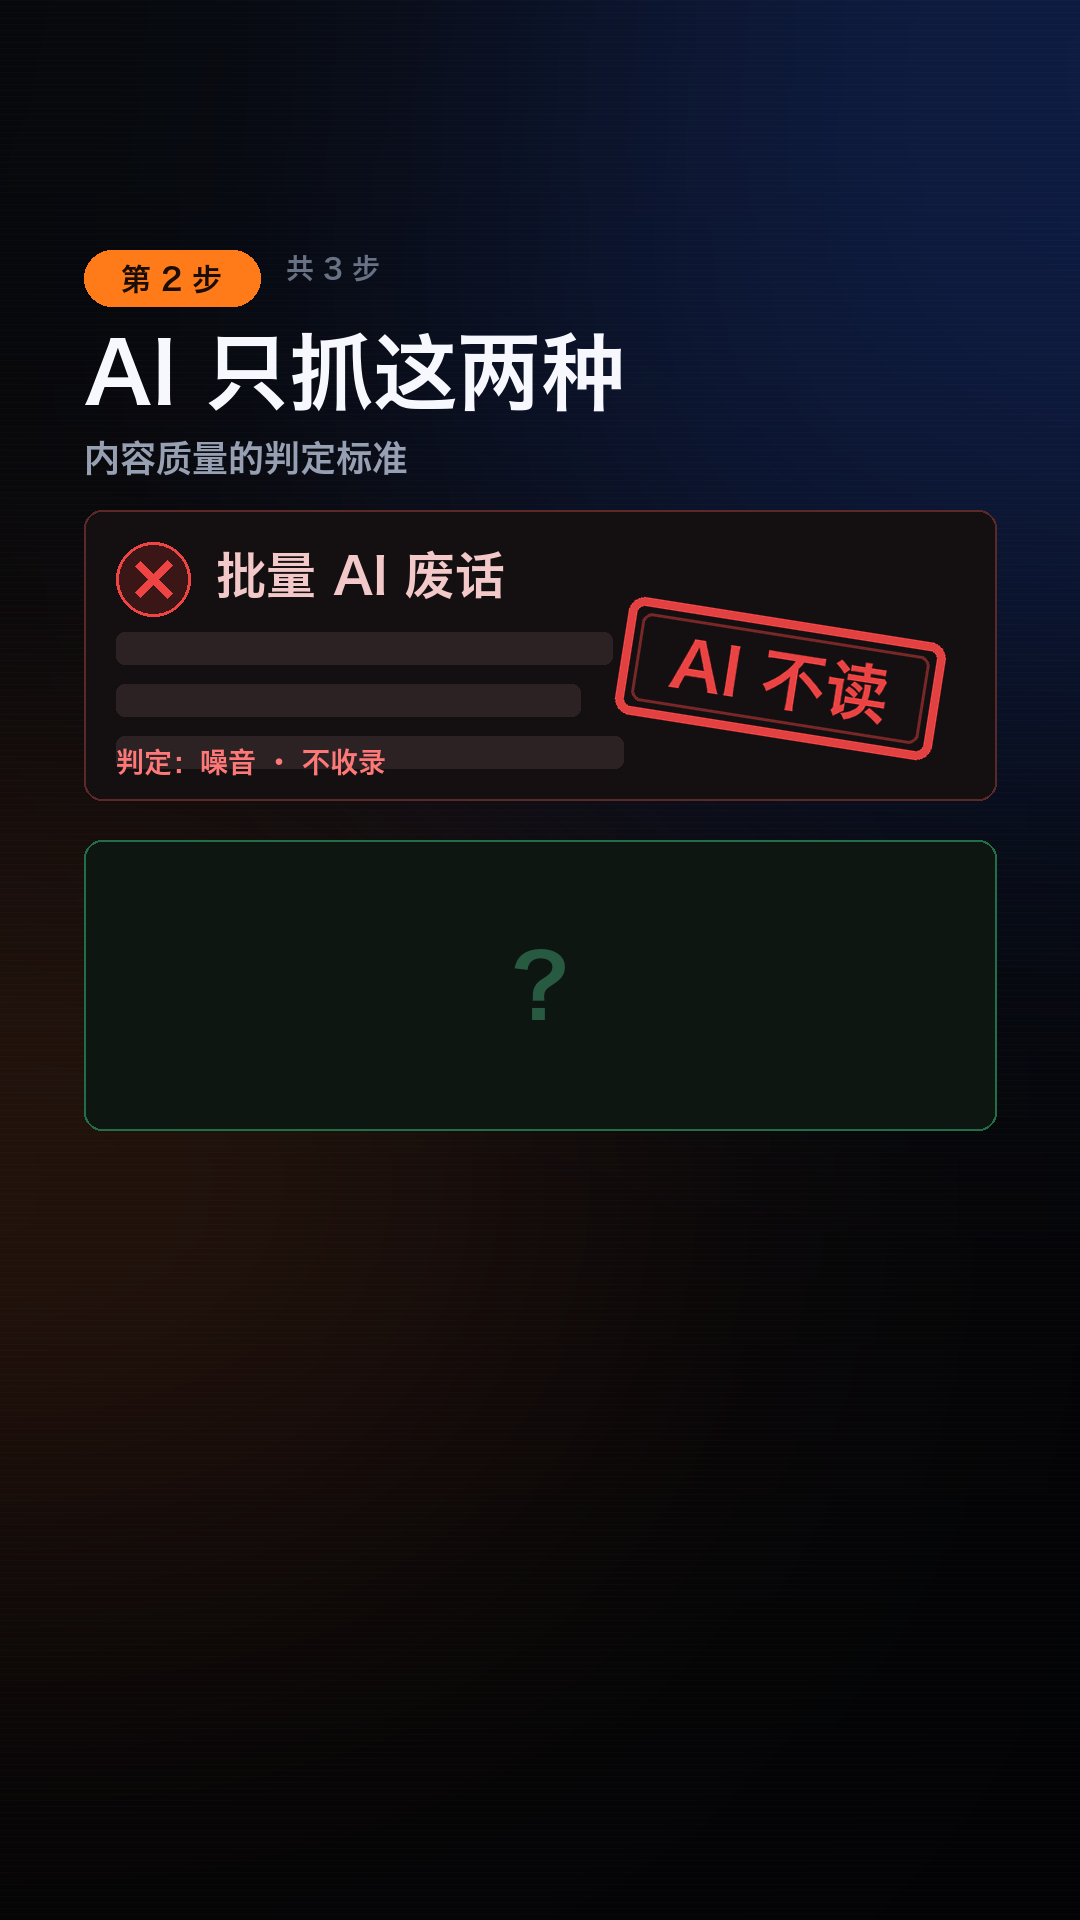 第 2 步
共 3 步
AI 只抓这两种
内容质量的判定标准
批量 AI 废话
AI 不读
判定：噪音 · 不收录
?